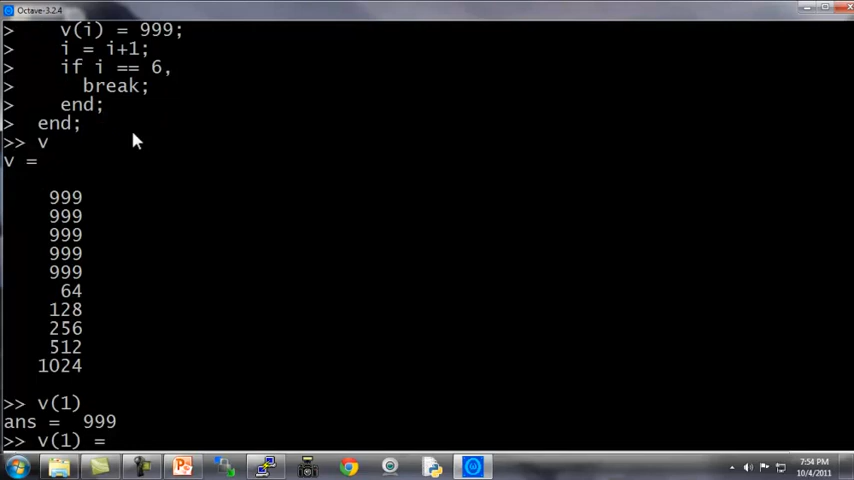 Octave-3.2.4
>    v(i) = 999;
>    i = i+1;
>    if i == 6,
>      break;
>    end;
>  end;
>> v
v =
999
999
999
999
999
64
128
256
512
1024
>> v(1)
ans =  999
>> v(1) =
7:54 PM
10/4/2011